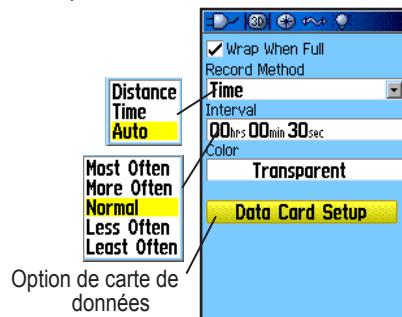 3D
Wrap When Full
Record Method
Time
Interval
00hrs 00min 30sec
Color
Transparent
Data Card Setup
Distance
Time
Auto
Most Often
More Often
Normal
Less Often
Least Often
Option de carte de
données